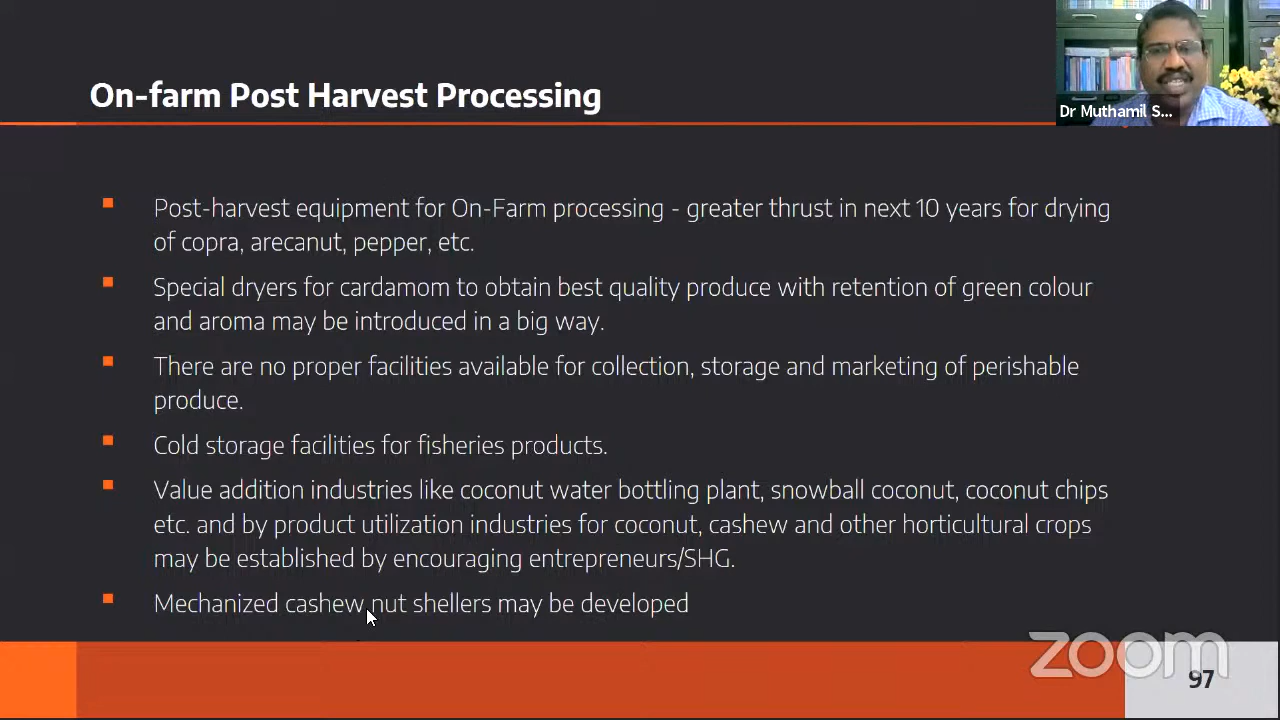 Dr Muthamil S...
On-farm Post Harvest Processing
Post-harvest equipment for On-Farm processing - greater thrust in next 10 years for drying
of copra, arecanut, pepper, etc.
Special dryers for cardamom to obtain best quality produce with retention of green colour
and aroma may be introduced in a big way.
There are no proper facilities available for collection, storage and marketing of perishable
produce.
Cold storage facilities for fisheries products.
Value addition industries like coconut water bottling plant, snowball coconut, coconut chips
etc. and by product utilization industries for coconut, cashew and other horticultural crops
may be established by encouraging entrepreneurs/SHG.
Mechanized cashew nut shellers may be developed
zoom
97